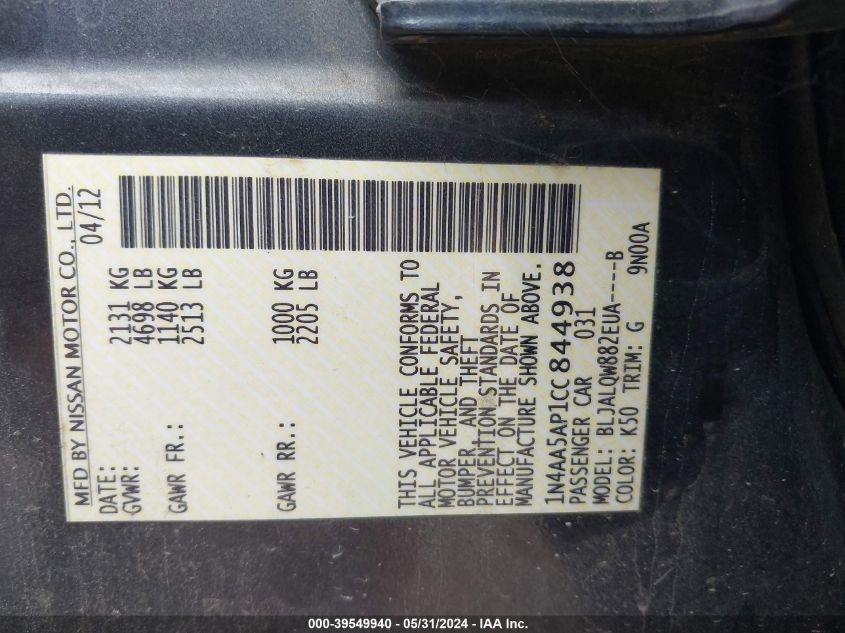 MFD BY NISSAN MOTOR CO., LTD.
DATE: 04/12
GVWR: 2131 KG
4698 LB
GAWR FR.: 1140 KG
2513 LB
GAWR RR.: 1000 KG
2205 LB
THIS VEHICLE CONFORMS TO
ALL APPLICABLE FEDERAL
MOTOR VEHICLE SAFETY,
BUMPER, AND THEFT
PREVENTION STANDARDS IN
EFFECT ON THE DATE OF
MANUFACTURE SHOWN ABOVE.
1N4AA5AP1CC844938
PASSENGER CAR 031
MODEL: BLJALQW882EUA----B
COLOR: K50 TRIM: G 9N00A
000-39549940 - 05/31/2024 - IAA Inc.